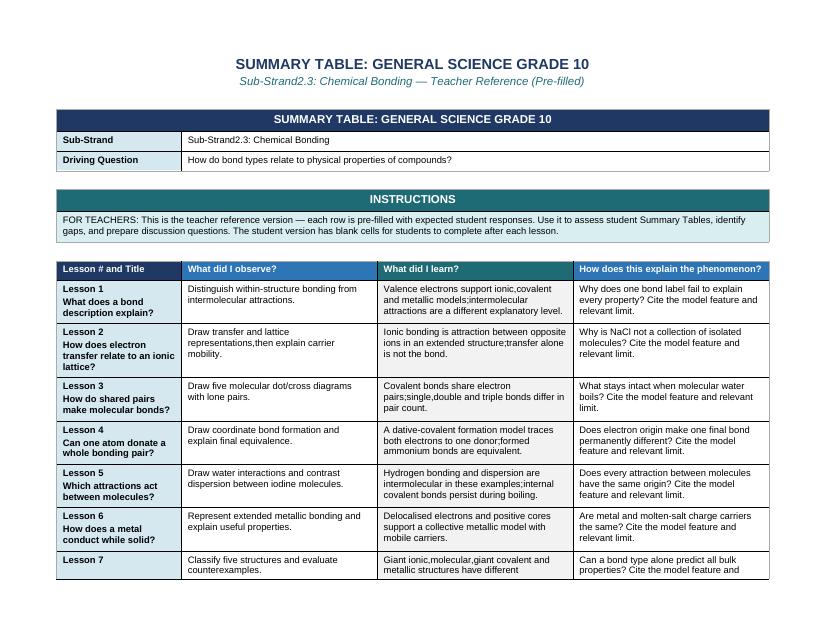 SUMMARY TABLE: GENERAL SCIENCE GRADE 10
Sub-Strand2.3: Chemical Bonding — Teacher Reference (Pre-filled)
SUMMARY TABLE: GENERAL SCIENCE GRADE 10
Sub-Strand
Sub-Strand2.3: Chemical Bonding
Driving Question
How do bond types relate to physical properties of compounds?
INSTRUCTIONS
FOR TEACHERS: This is the teacher reference version — each row is pre-filled with expected student responses. Use it to assess student Summary Tables, identify
gaps, and prepare discussion questions. The student version has blank cells for students to complete after each lesson.
Lesson # and Title
What did I observe?
What did I learn?
How does this explain the phenomenon?
Lesson 1
What does a bond
description explain?
Distinguish within-structure bonding from
intermolecular attractions.
Valence electrons support ionic,covalent
and metallic models;intermolecular
attractions are a different explanatory level.
Why does one bond label fail to explain
every property? Cite the model feature and
relevant limit.
Lesson 2
How does electron
transfer relate to an ionic
lattice?
Draw transfer and lattice
representations,then explain carrier
mobility.
Ionic bonding is attraction between opposite
ions in an extended structure;transfer alone
is not the bond.
Why is NaCl not a collection of isolated
molecules? Cite the model feature and
relevant limit.
Lesson 3
How do shared pairs
make molecular bonds?
Draw five molecular dot/cross diagrams
with lone pairs.
Covalent bonds share electron
pairs;single,double and triple bonds differ in
pair count.
What stays intact when molecular water
boils? Cite the model feature and relevant
limit.
Lesson 4
Can one atom donate a
whole bonding pair?
Draw coordinate bond formation and
explain final equivalence.
A dative-covalent formation model traces
both electrons to one donor;formed
ammonium bonds are equivalent.
Does electron origin make one final bond
permanently different? Cite the model
feature and relevant limit.
Lesson 5
Which attractions act
between molecules?
Draw water interactions and contrast
dispersion between iodine molecules.
Hydrogen bonding and dispersion are
intermolecular in these examples;internal
covalent bonds persist during boiling.
Does every attraction between molecules
have the same origin? Cite the model
feature and relevant limit.
Lesson 6
How does a metal
conduct while solid?
Represent extended metallic bonding and
explain useful properties.
Delocalised electrons and positive cores
support a collective metallic model with
mobile carriers.
Are metal and molten-salt charge carriers
the same? Cite the model feature and
relevant limit.
Lesson 7
Classify five structures and evaluate
counterexamples.
Giant ionic,molecular,giant covalent and
metallic structures have different
Can a bond type alone predict all bulk
properties? Cite the model feature and